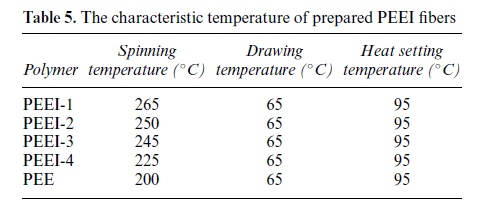 Table 5. The characteristic temperature of prepared PEEI fibers
Spinning Drawing Heat setting
Polymer temperature (°C) temperature (°C) temperature (°C)
PEEI-1 265 65 95
PEEI-2 250 65 95
PEEI-3 245 65 95
PEEI-4 225 65 95
PEE 200 65 95